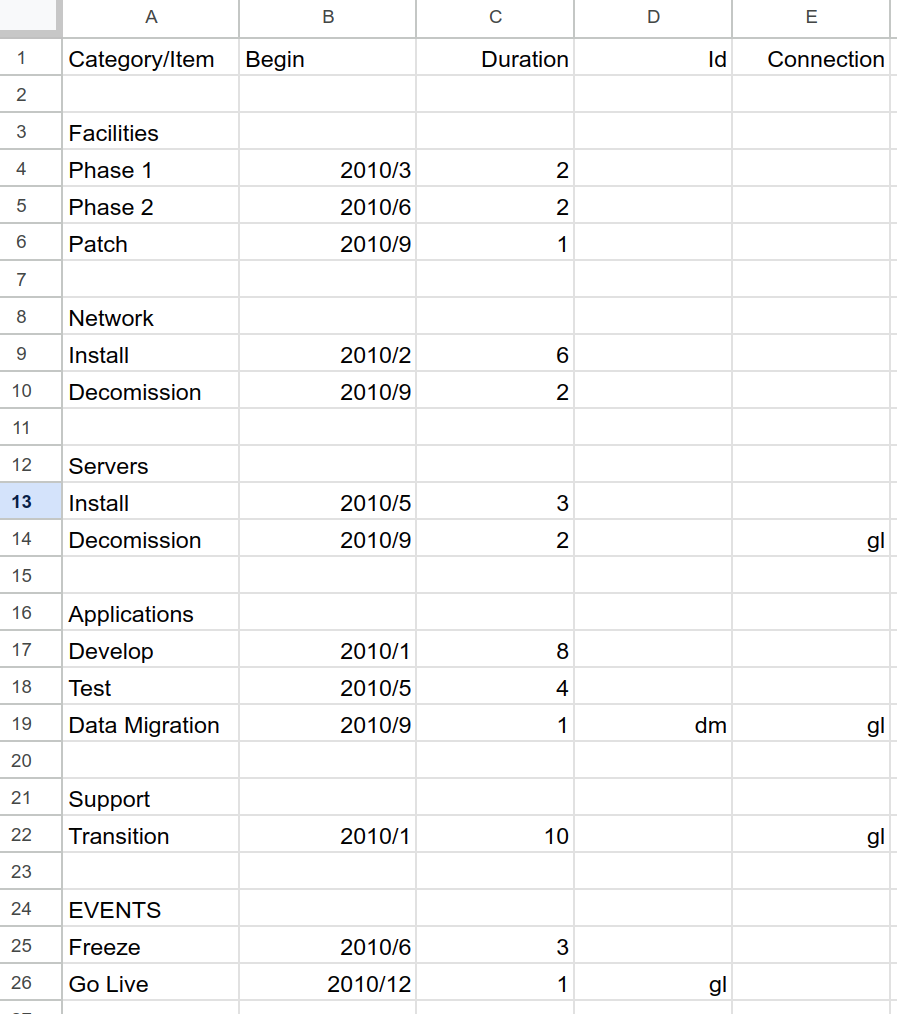 A B C D E
1 Category/Item Begin Duration Id Connection
2
3 Facilities
4 Phase 1 2010/3 2
5 Phase 2 2010/6 2
6 Patch 2010/9 1
7
8 Network
9 Install 2010/2 6
10 Decomission 2010/9 2
11
12 Servers
13 Install 2010/5 3
14 Decomission 2010/9 2 gl
15
16 Applications
17 Develop 2010/1 8
18 Test 2010/5 4
19 Data Migration 2010/9 1 dm gl
20
21 Support
22 Transition 2010/1 10 gl
23
24 EVENTS
25 Freeze 2010/6 3
26 Go Live 2010/12 1 gl